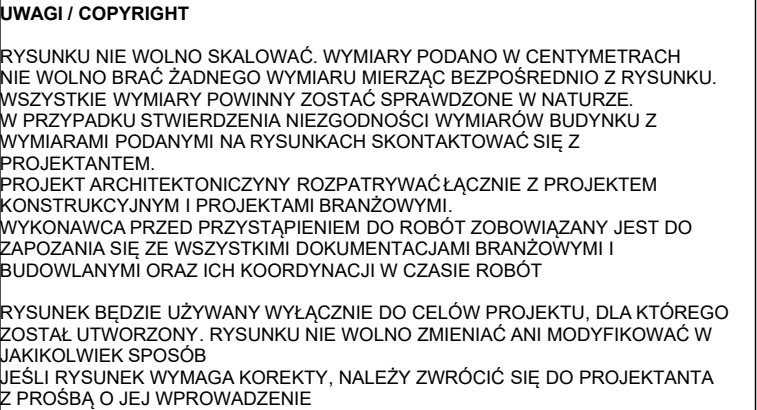 UWAGI / COPYRIGHT
RYSUNKU NIE WOLNO SKALOWAĆ. WYMIARY PODANO W CENTYMETRACH
NIE WOLNO BRAĆ ŻADNEGO WYMIARU MIERZĄC BEZPOŚREDNIO Z RYSUNKU.
WSZYSTKIE WYMIARY POWINNY ZOSTAĆ SPRAWDZONE W NATURZE.
W PRZYPADKU STWIERDZENIA NIEZGODNOŚCI WYMIARÓW BUDYNKU Z
WYMIARAMI PODANYMI NA RYSUNKACH SKONTAKTOWAĆ SIĘ Z
PROJEKTANTEM.
PROJEKT ARCHITEKTONICZYNY ROZPATRYWAĆ ŁĄCZNIE Z PROJEKTEM
KONSTRUKCYJNYM I PROJEKTAMI BRANŻOWYMI.
WYKONAWCA PRZED PRZYSTĄPIENIEM DO ROBÓT ZOBOWIĄZANY JEST DO
ZAPOZANIA SIĘ ZE WSZYSTKIMI DOKUMENTACJAMI BRANŻOWYMI I
BUDOWLANYMI ORAZ ICH KOORDYNACJI W CZASIE ROBÓT
RYSUNEK BĘDZIE UŻYWANY WYŁĄCZNIE DO CELÓW PROJEKTU, DLA KTÓREGO
ZOSTAŁ UTWORZONY. RYSUNKU NIE WOLNO ZMIENIAĆ ANI MODYFIKOWAĆ W
JAKIKOLWIEK SPOSÓB
JEŚLI RYSUNEK WYMAGA KOREKTY, NALEŻY ZWRÓCIĆ SIĘ DO PROJEKTANTA
Z PROŚBĄ O JEJ WPROWADZENIE